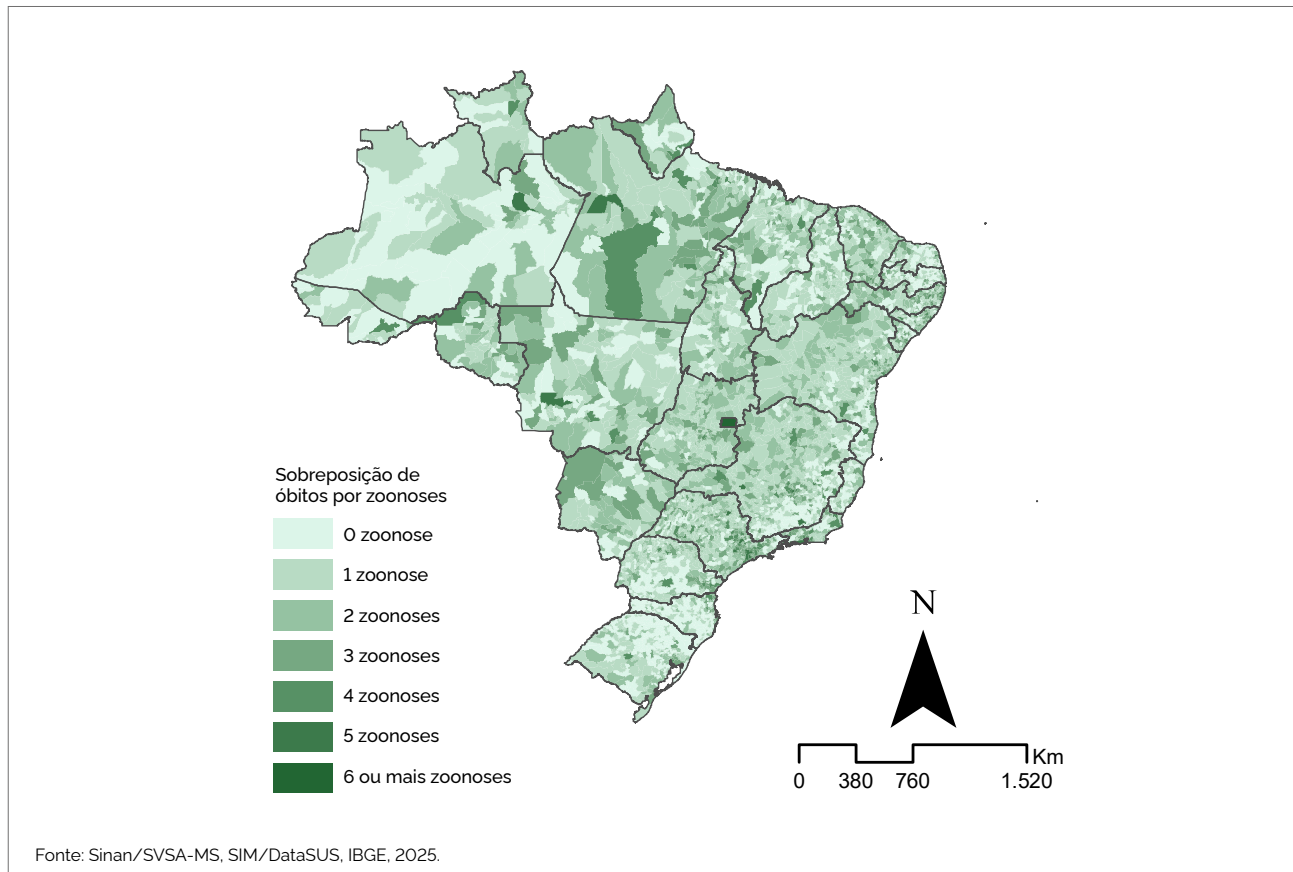 Sobreposição de
óbitos por zoonoses
0 zoonose
1 zoonose
2 zoonoses
3 zoonoses
4 zoonoses
5 zoonoses
6 ou mais zoonoses
N
Km
0 380 760 1.520
Fonte: Sinan/SVSA-MS, SIM/DataSUS, IBGE, 2025.